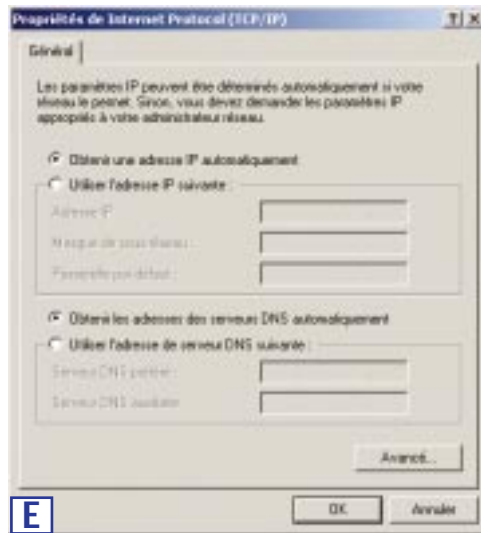 Propriétés de Internet Protocol (TCP/IP)
Général
Les paramètres IP peuvent être déterminés automatiquement si votre
réseau le permet. Sinon, vous devez demander les paramètres IP
appropriés à votre administrateur réseau.
Obtenir une adresse IP automatiquement
Utiliser l'adresse IP suivante :
Adresse IP
Masque de sous-réseau :
Passerelle par défaut :
Obtenir les adresses des serveurs DNS automatiquement
Utiliser l'adresse de serveur DNS suivante :
Serveur DNS préféré :
Serveur DNS auxiliaire
Avancé...
OK Annuler
E